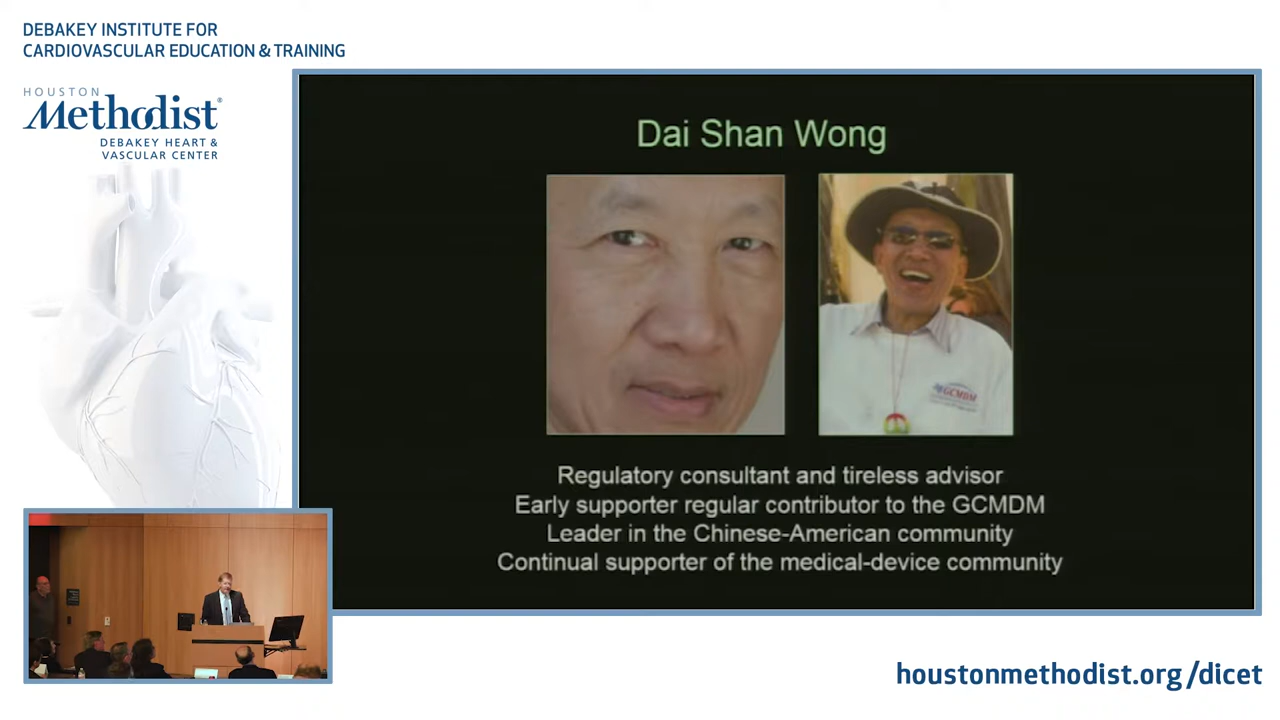 DEBAKEY INSTITUTE FOR
CARDIOVASCULAR EDUCATION & TRAINING
HOUSTON
Methodist®
DEBAKEY HEART &
VASCULAR CENTER
Dai Shan Wong
GCMDM
Regulatory consultant and tireless advisor
Early supporter regular contributor to the GCMDM
Leader in the Chinese-American community
Continual supporter of the medical-device community
houstonmethodist.org/dicet